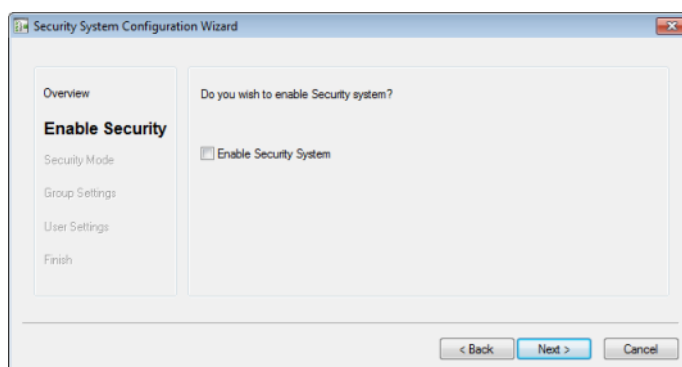 Security System Configuration Wizard
Overview
Enable Security
Security Mode
Group Settings
User Settings
Finish
Do you wish to enable Security system?
Enable Security System
< Back
Next >
Cancel